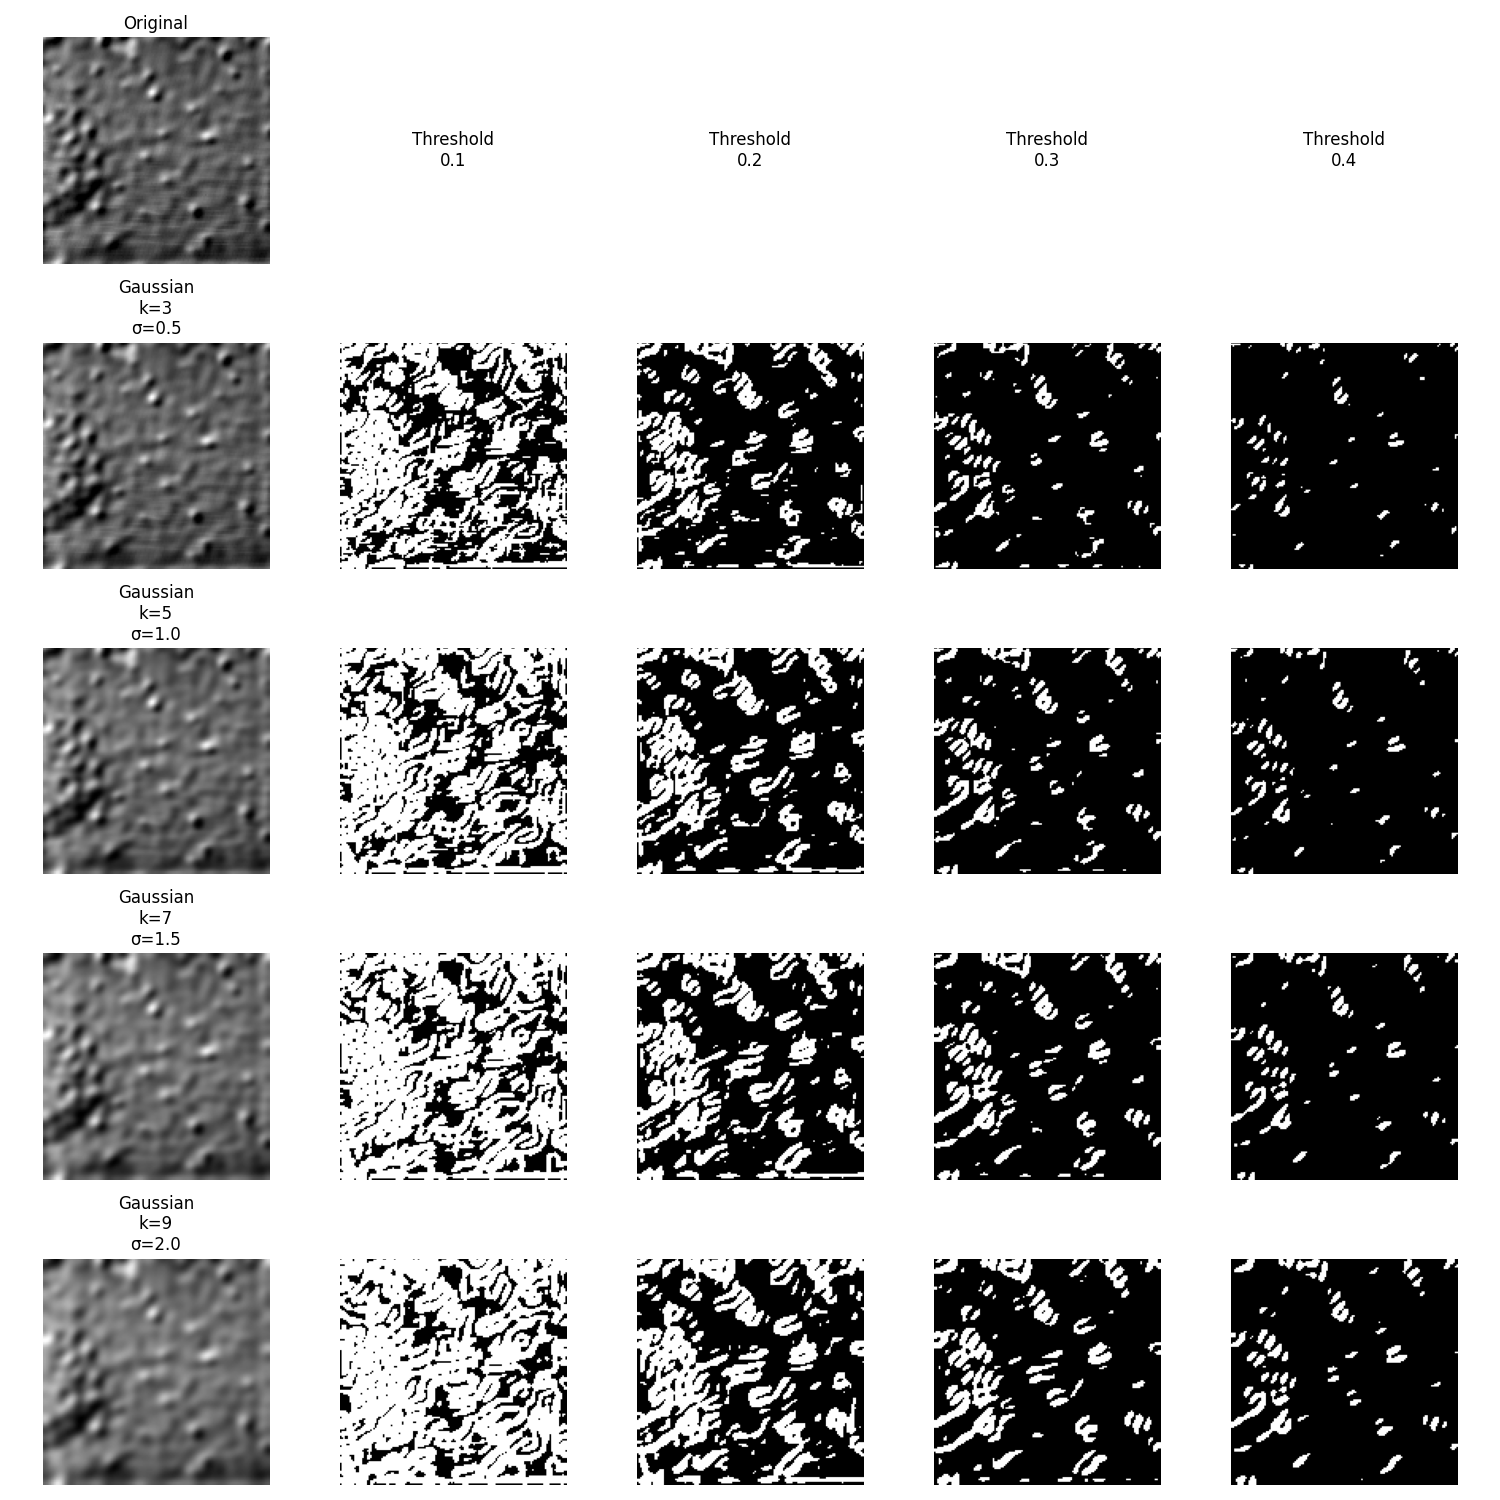 Original
Threshold
0.1
Threshold
0.2
Threshold
0.3
Threshold
0.4
Gaussian
k=3
σ=0.5
Gaussian
k=5
σ=1.0
Gaussian
k=7
σ=1.5
Gaussian
k=9
σ=2.0